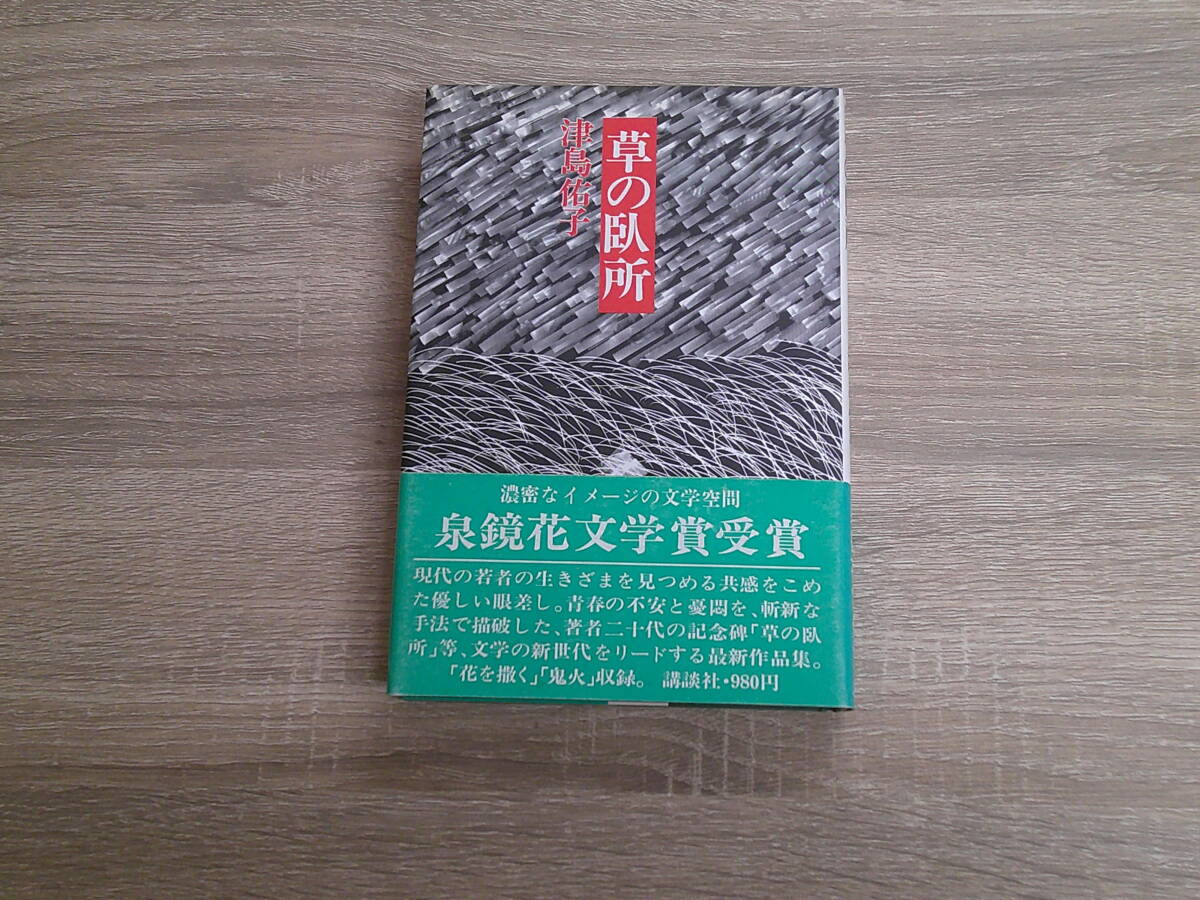 草の臥所
津島佑子
濃密なイメージの文学空間
泉鏡花文学賞受賞
現代の若者の生きざまを見つめる共感をこめ
た優しい眼差し。青春の不安と憂悶を、斬新な
手法で描破した、著者二十代の記念碑「草の臥
所」等、文学の新世代をリードする最新作品集。
「花を撒く」「鬼火」収録。 講談社・980円